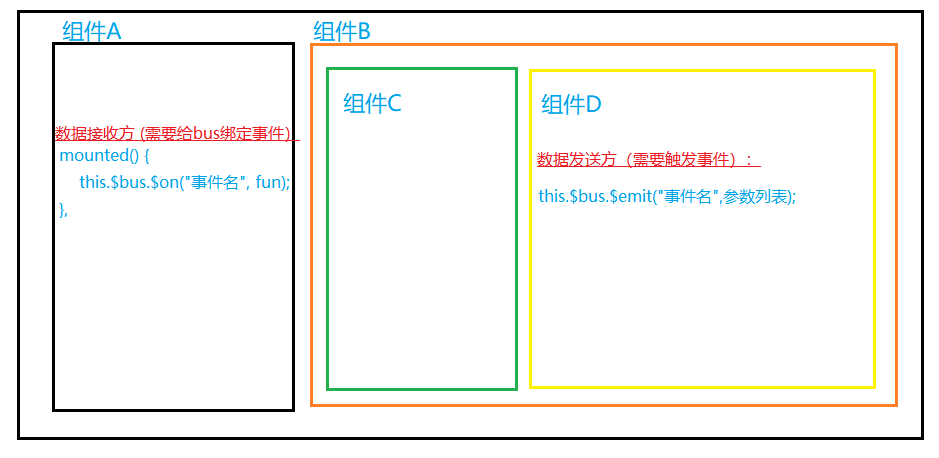 组件A
数据接收方 (需要给bus绑定事件）
mounted() {
this.$bus.$on("事件名", fun);
},
组件B
组件C
组件D
数据发送方（需要触发事件）：
this.$bus.$emit("事件名",参数列表);